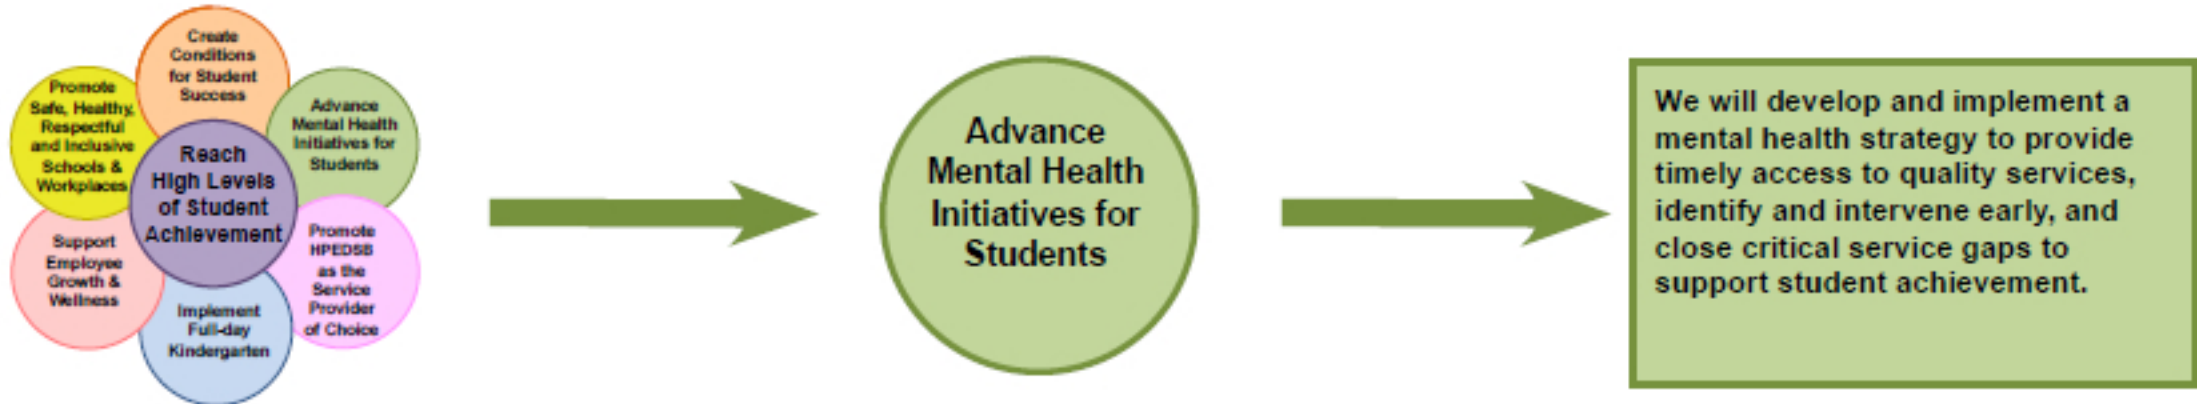 Create
Conditions
for Student
Success
Promote
Safe, Healthy,
Respectful
and Inclusive
Schools &
Workplaces
Advance
Mental Health
Initiatives for
Students
Reach
High Levels
of Student
Achievement
Support
Employee
Growth &
Wellness
Promote
HPEDSB
as the
Service
Provider
of Choice
Implement
Full-day
Kindergarten
Advance
Mental Health
Initiatives for
Students
We will develop and implement a
mental health strategy to provide
timely access to quality services,
identify and intervene early, and
close critical service gaps to
support student achievement.